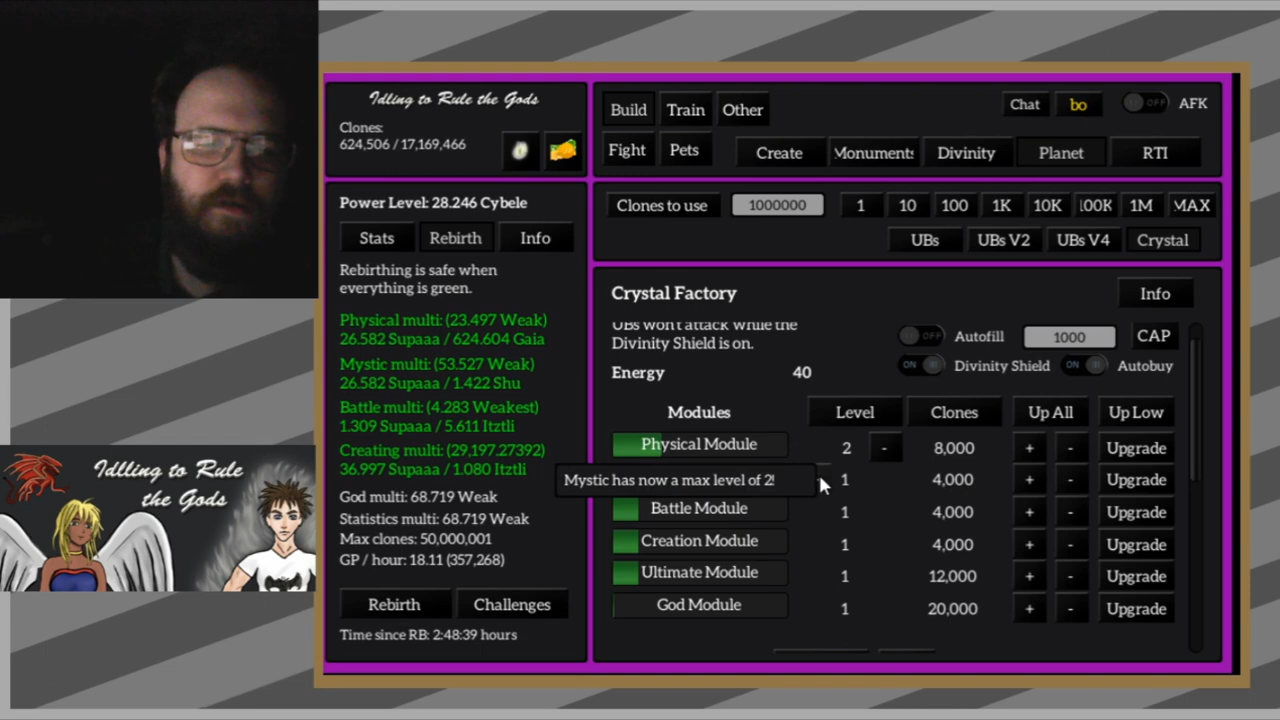 Idling to Rule the Gods
Clones:
624,506 / 17,169,466
Build
Train
Other
Chat
bo
OFF
AFK
Fight
Pets
Create
Monuments
Divinity
Planet
RTI
Power Level: 28.246 Cybele
Stats
Rebirth
Info
Rebirthing is safe when
everything is green.
Physical multi: (23.497 Weak)
26.582 Supaaa / 624.604 Gaia
Mystic multi: (53.527 Weak)
26.582 Supaaa / 1.422 Shu
Battle multi: (4.283 Weakest)
1.309 Supaaa / 5.611 Itztli
Creating multi: (29,197.27392)
36.997 Supaaa / 1.080 Itztli
God multi: 68.719 Weak
Statistics multi: 68.719 Weak
Max clones: 50,000,001
GP / hour: 18.11 (357,268)
Rebirth
Challenges
Time since RB: 2:48:39 hours
Clones to use
1000000
1
10
100
1K
10K
100K
1M
MAX
UBs
UBs V2
UBs V4
Crystal
Crystal Factory
Info
UBs won't attack while the
Divinity Shield is on.
OFF
Autofill
1000
CAP
Energy
40
ON
Divinity Shield
ON
Autobuy
Modules
Level
Clones
Up All
Up Low
Physical Module
2
-
8,000
+
-
Upgrade
Mystic has now a max level of 2!
1
4,000
+
-
Upgrade
Battle Module
1
4,000
+
-
Upgrade
Creation Module
1
4,000
+
-
Upgrade
Ultimate Module
1
12,000
+
-
Upgrade
God Module
1
20,000
+
-
Upgrade
Idlling to Rule
the Gods